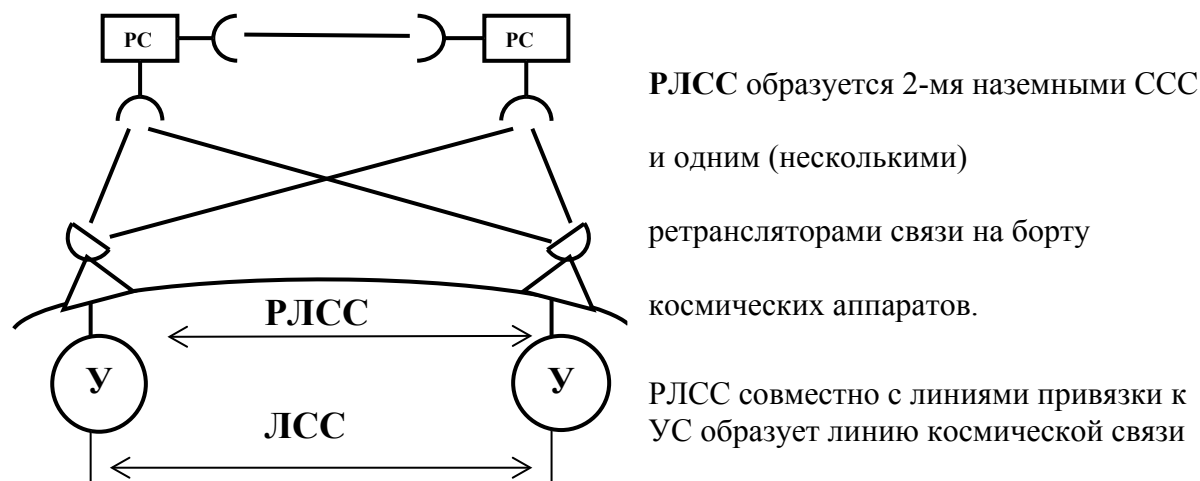 РС
РС
РЛСС образуется 2-мя наземными ССС
и одним (несколькими)
ретрансляторами связи на борту
космических аппаратов.
РЛСС
У
У
РЛСС совместно с линиями привязки к
УС образует линию космической связи
ЛСС